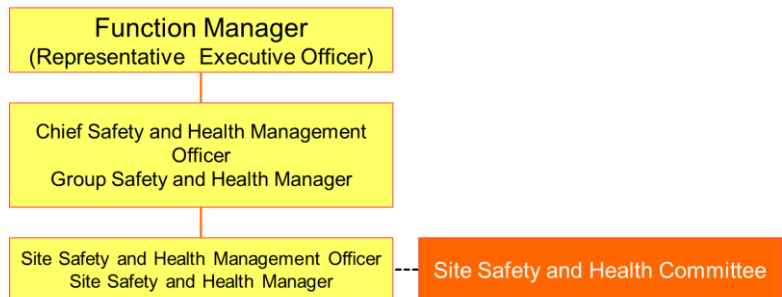 Function Manager
(Representative Executive Officer)
Chief Safety and Health Management
Officer
Group Safety and Health Manager
Site Safety and Health Management Officer
Site Safety and Health Manager
Site Safety and Health Committee